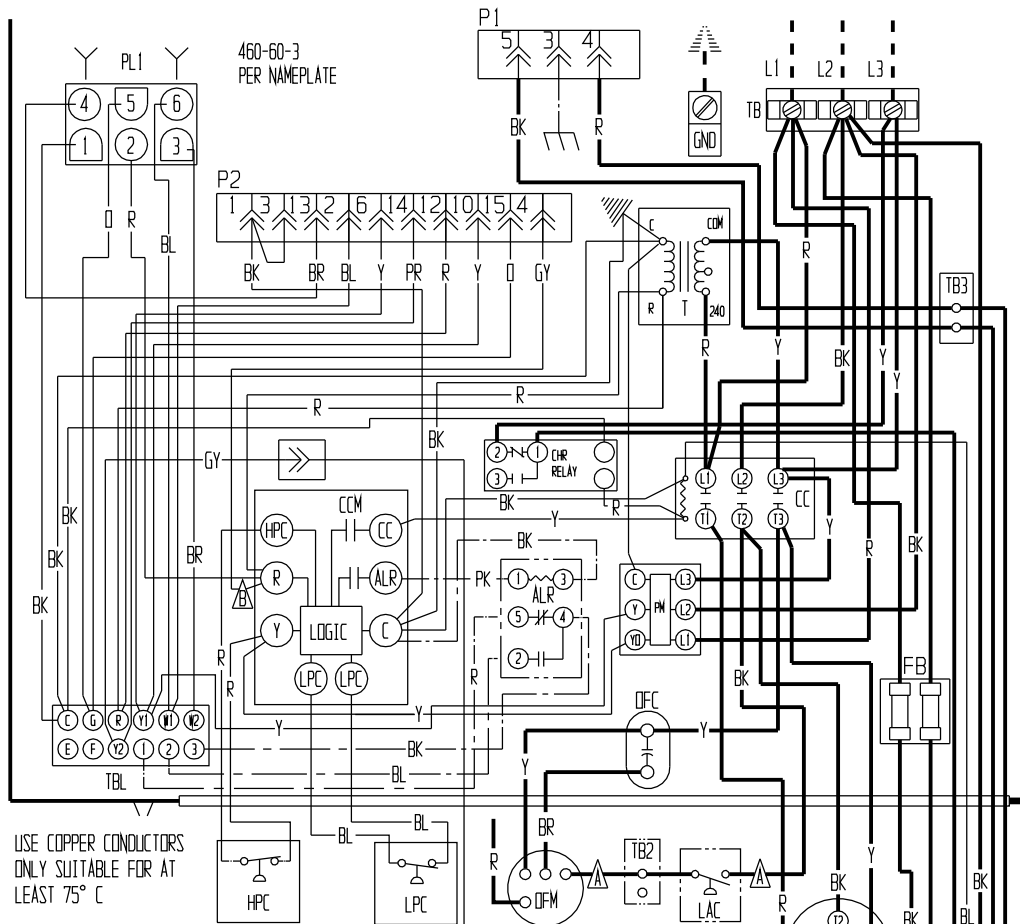 P1
5 3 4
460-60-3
PER NAMEPLATE
PL1
4 5 6
1 2 3
L1 L2 L3
TB
GND
BK R
P2
1 3 13 2 6 14 12 10 15 4
O R BL
BK BR BL Y PR R Y O GY
C COM
R T 240
R
TB3
R Y BK Y Y
R
R
BK
GY
2 1
3
CHR
RELAY
L1 L2 L3
CC
T1 T2 T3
BK
R
Y
BK
Y
R
BK
BK
BK
BR
BK
CCM
HPC CC
R ALR
B
PK
1 3
ALR
5 4
2
Y LOGIC C
LPC LPC
C L3
Y PM L2
YO L1
R
R
R
BK
FB
OFC
Y
Y
Y
C G R Y1 W1 W2
E F Y2 1 2 3
TBL
BK
BL
Y
BR
R
USE COPPER CONDUCTORS
ONLY SUITABLE FOR AT
LEAST 75° C
BL
BL
HPC
LPC
OFM
A
TB2
LAC
A
R
BK
T2
Y
BK
BL
BK